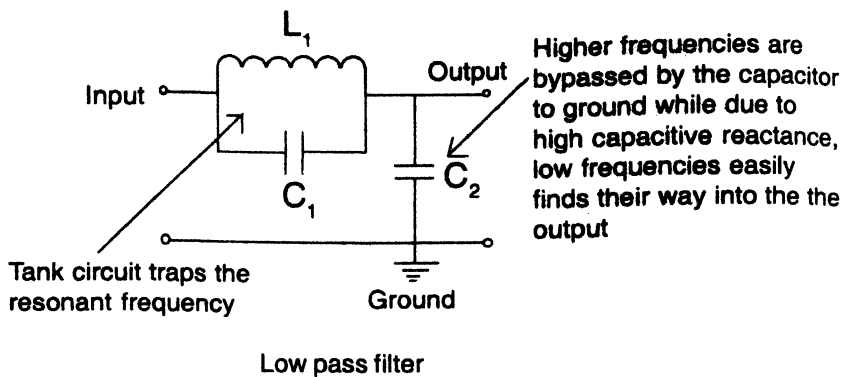 L1
Input
Output
C1
C2
Higher frequencies are
bypassed by the capacitor
to ground while due to
high capacitive reactance,
low frequencies easily
finds their way into the the
output
Tank circuit traps the
resonant frequency
Ground
Low pass filter